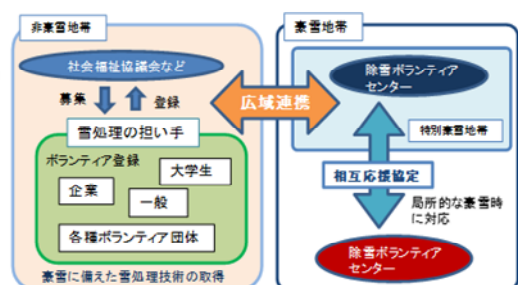 非豪雪地帯
社会福祉協議会など
募集
登録
雪処理の担い手
ボランティア登録
大学生
企業
一般
各種ボランティア団体
豪雪に備えた雪処理技術の取得
広域連携
豪雪地帯
除雪ボランティア
センター
特別豪雪地帯
相互応援協定
局所的な豪雪時
に対応
除雪ボランティア
センター